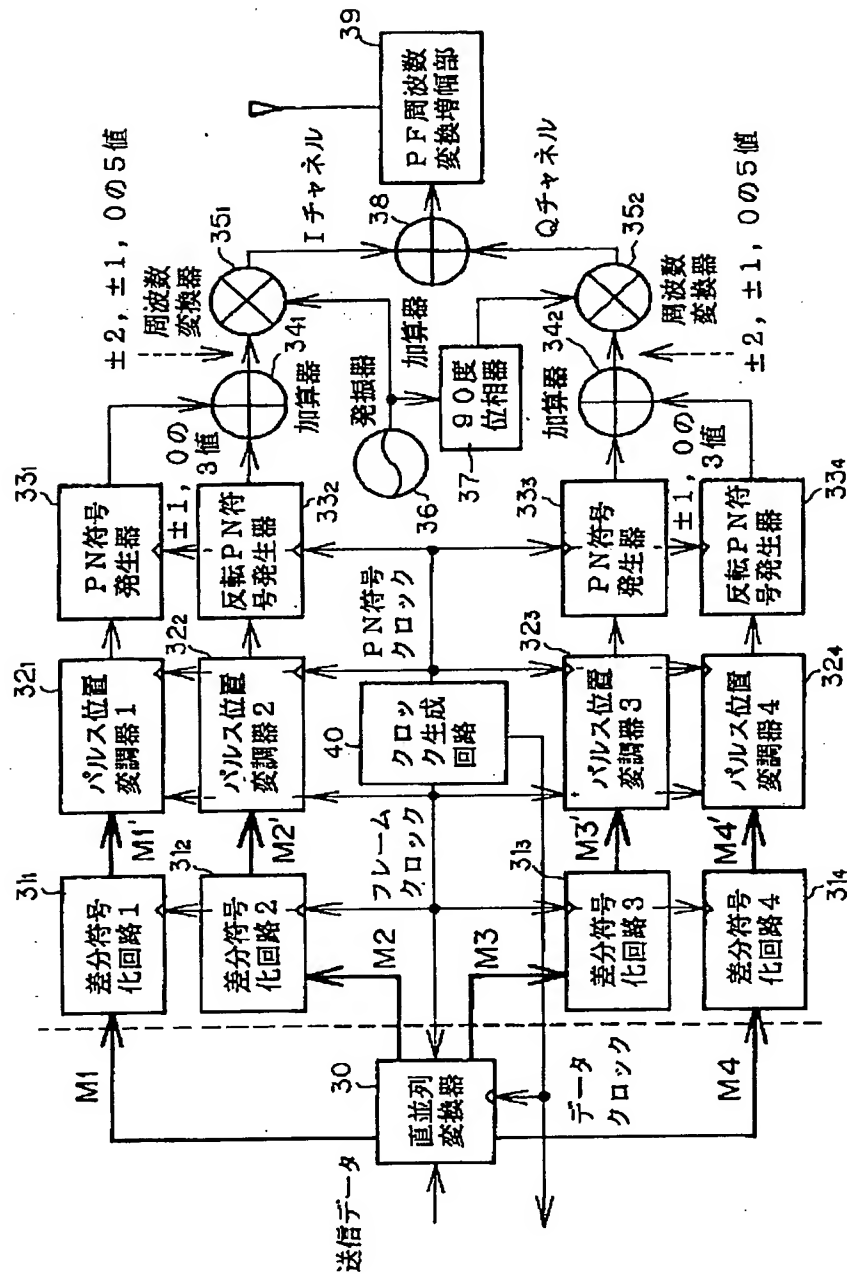 送信データ
30
直並列
変換器
M1
M2
M3
M4
データ
クロック
31₁
差分符号
化回路1
31₂
差分符号
化回路2
31₃
差分符号
化回路3
31₄
差分符号
化回路4
M1'
M2'
M3'
M4'
フレーム
クロック
40
クロッ
ク生成
回路
PN符号
クロック
32₁
パルス位置
変調器1
32₂
パルス位置
変調器2
32₃
パルス位置
変調器3
32₄
パルス位置
変調器4
33₁
PN符号
発生器
±1, 0の
3値
33₂
反転PN符
号発生器
33₃
PN符号
発生器
±1, 0の
3値
33₄
反転PN符
号発生器
加算器
34₁
周波数
変換器
±2, ±1, 0の5値
35₁
Iチャネル
発振器
36
90度
位相器
37
加算器
38
加算器
34₂
周波数
変換器
±2, ±1, 0の5値
35₂
Qチャネル
PF周波数
変換増幅部
39